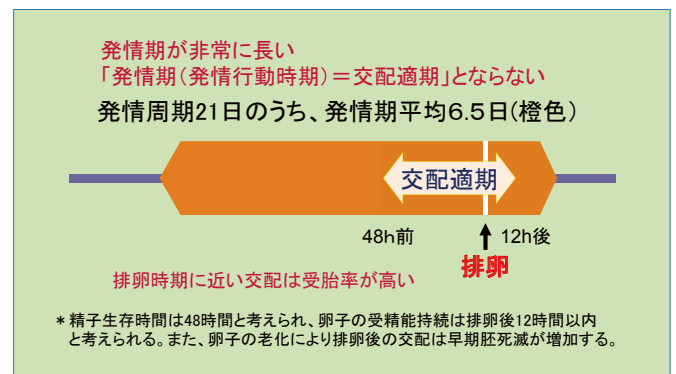 発情期が非常に長い
「発情期(発情行動時期)＝交配適期」とならない
発情周期21日のうち、発情期平均6.5日(橙色)
交配適期
48h前
12h後
排卵
排卵時期に近い交配は受胎率が高い
＊精子生存時間は48時間と考えられ、卵子の受精能持続は排卵後12時間以内
と考えられる。また、卵子の老化により排卵後の交配は早期胚死滅が増加する。